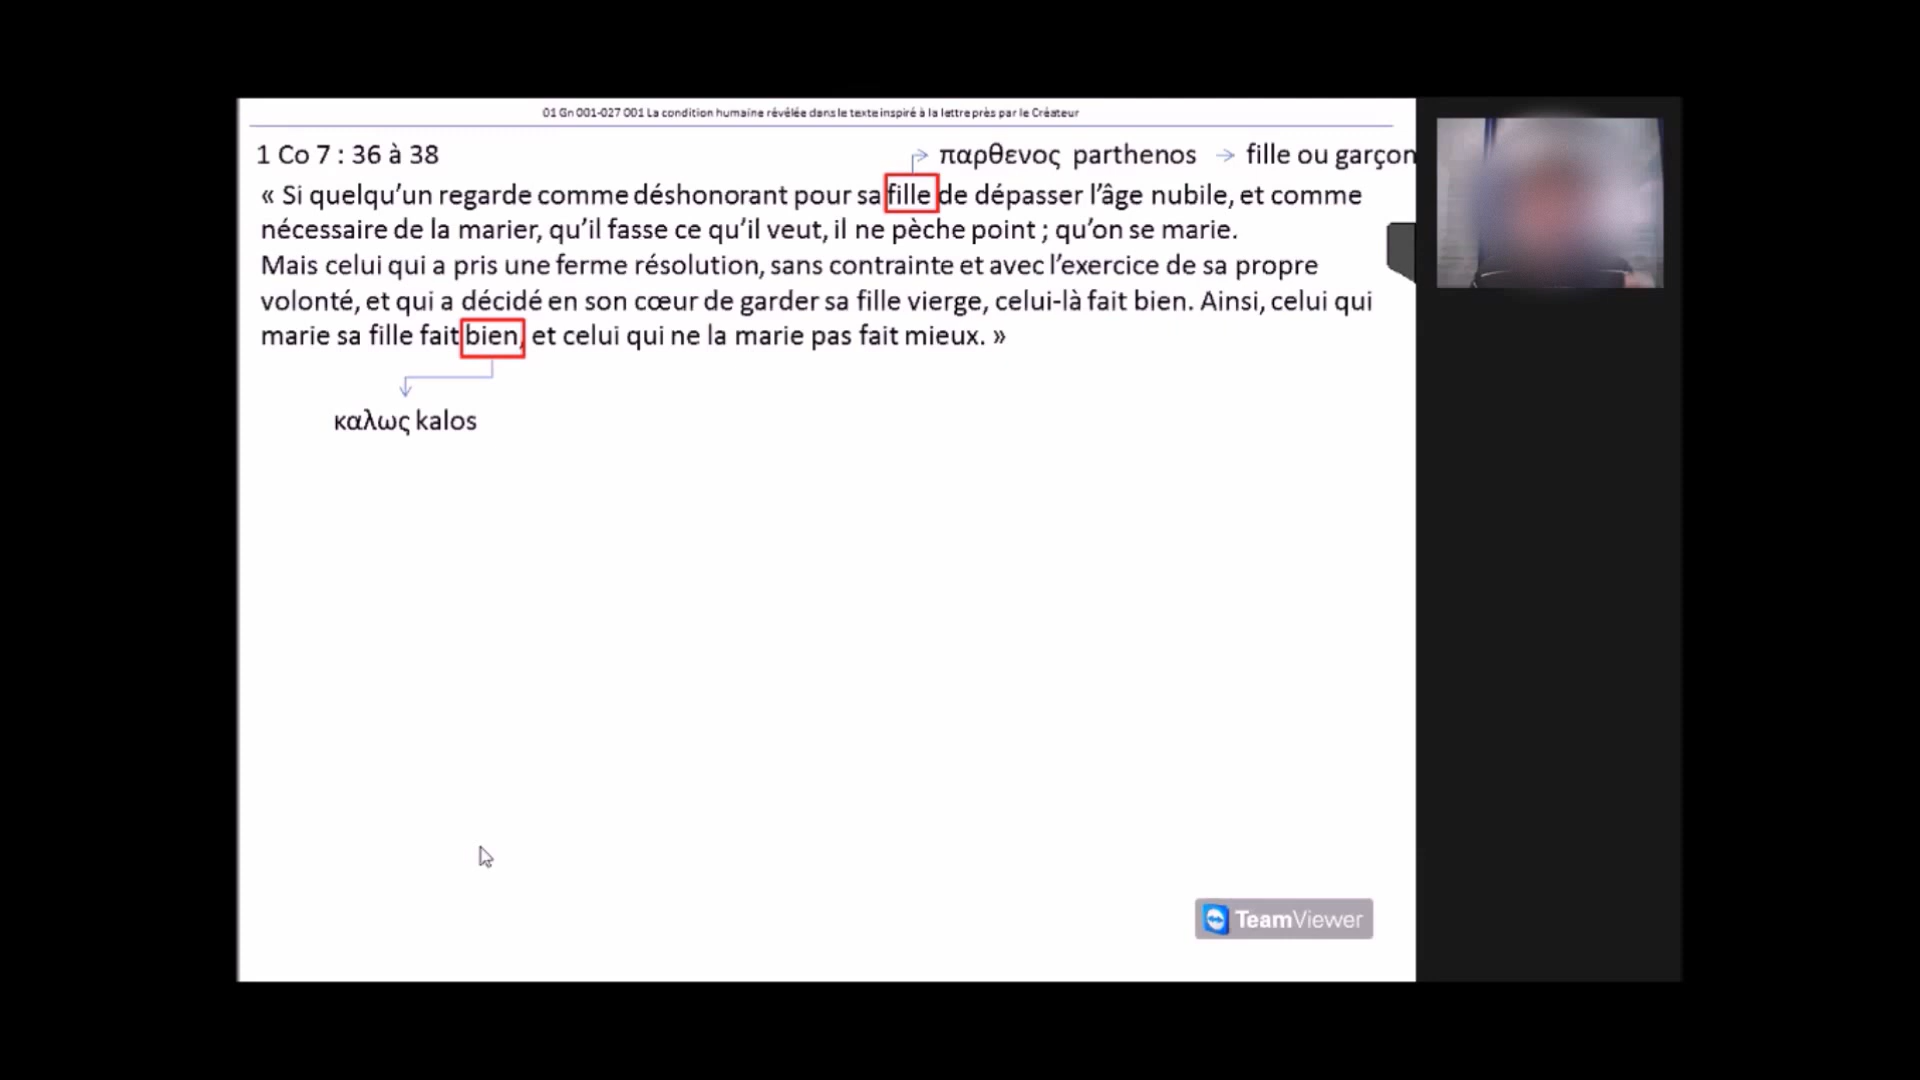 01 Gn 001-027 001 La condition humaine révélée dans le texte inspiré à la lettre près par le Créateur
1 Co 7 : 36 à 38
παρθενος parthenos → fille ou garçon
« Si quelqu’un regarde comme déshonorant pour sa fille de dépasser l’âge nubile, et comme
nécessaire de la marier, qu’il fasse ce qu’il veut, il ne pèche point ; qu’on se marie.
Mais celui qui a pris une ferme résolution, sans contrainte et avec l’exercice de sa propre
volonté, et qui a décidé en son cœur de garder sa fille vierge, celui-là fait bien. Ainsi, celui qui
marie sa fille fait bien, et celui qui ne la marie pas fait mieux. »
καλως kalos
TeamViewer